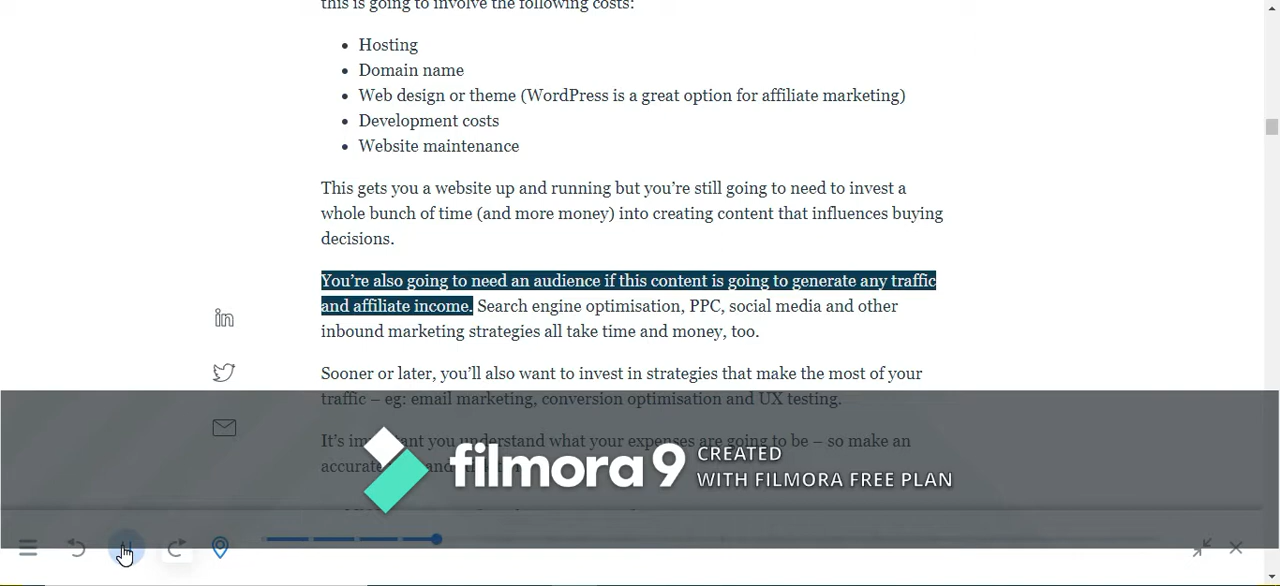 this is going to involve the following costs:
• Hosting
• Domain name
• Web design or theme (WordPress is a great option for affiliate marketing)
• Development costs
• Website maintenance
This gets you a website up and running but you’re still going to need to invest a
whole bunch of time (and more money) into creating content that influences buying
decisions.
You’re also going to need an audience if this content is going to generate any traffic
and affiliate income. Search engine optimisation, PPC, social media and other
inbound marketing strategies all take time and money, too.
in
Sooner or later, you’ll also want to invest in strategies that make the most of your
traffic – eg: email marketing, conversion optimisation and UX testing.
It’s you understand what your expenses are going to be – so make an
accurate
filmora9 CREATED
WITH FILMORA FREE PLAN